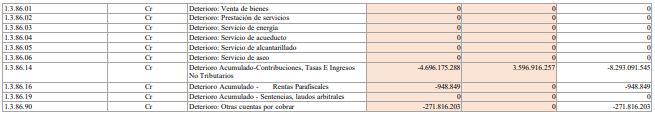 1.3.86.01 Cr Deterioro: Venta de bienes 0 0 0
1.3.86.02 Cr Deterioro: Prestación de servicios 0 0 0
1.3.86.03 Cr Deterioro: Servicio de energía 0 0 0
1.3.86.04 Cr Deterioro: Servicio de acueducto 0 0 0
1.3.86.05 Cr Deterioro: Servicio de alcantarillado 0 0 0
1.3.86.06 Cr Deterioro: Servicio de aseo 0 0 0
1.3.86.14 Cr Deterioro Acumulado-Contribuciones, Tasas E Ingresos -4.696.175.288 3.596.916.257 -8.293.091.545
No Tributarios
1.3.86.16 Cr Deterioro Acumulado - Rentas Parafiscales -948.849 0 -948.849
1.3.86.19 Cr Deterioro Acumulado - Sentencias, laudos arbitrales 0 0 0
1.3.86.90 Cr Deterioro: Otras cuentas por cobrar -271.816.203 0 -271.816.203